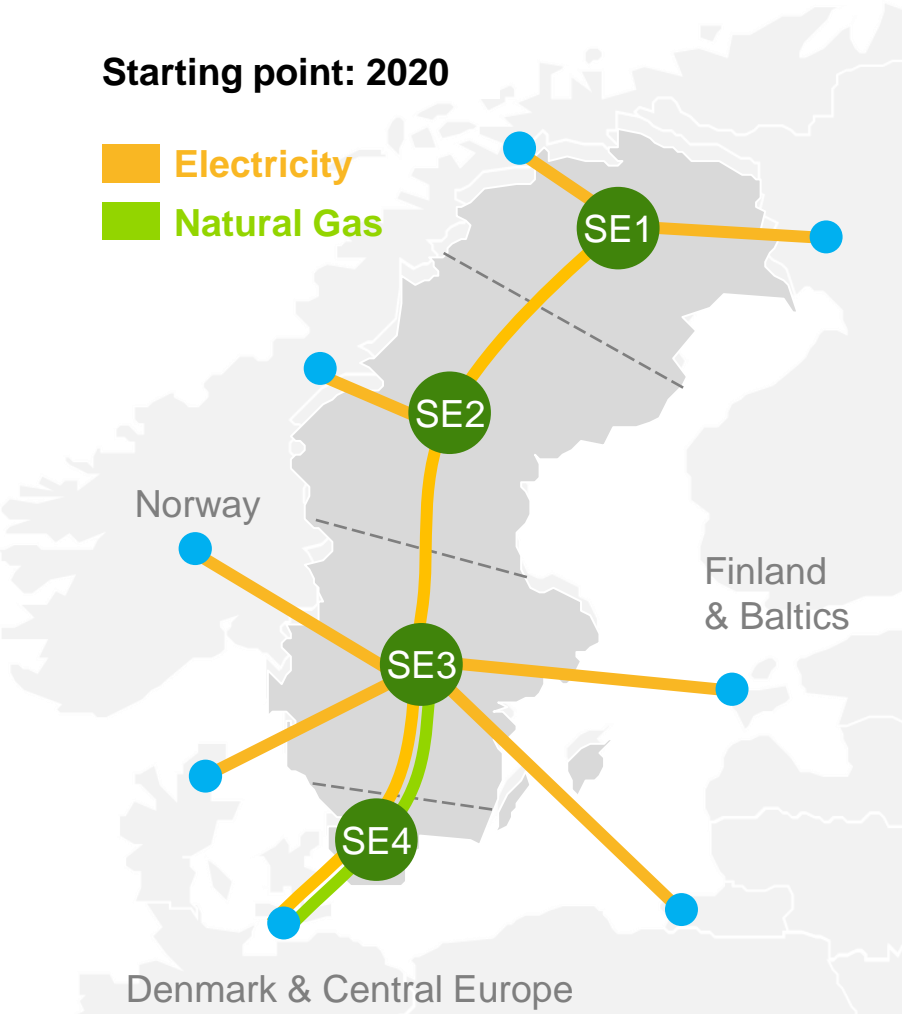 Starting point: 2020
Electricity
Natural Gas
SE1
SE2
Norway
Finland
& Baltics
SE3
SE4
Denmark & Central Europe